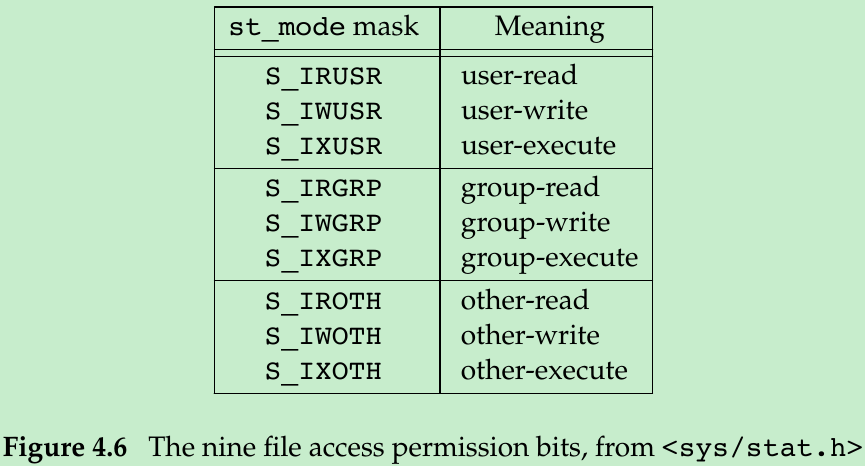 st_mode mask Meaning
S_IRUSR user-read
S_IWUSR user-write
S_IXUSR user-execute
S_IRGRP group-read
S_IWGRP group-write
S_IXGRP group-execute
S_IROTH other-read
S_IWOTH other-write
S_IXOTH other-execute
Figure 4.6 The nine file access permission bits, from <sys/stat.h>